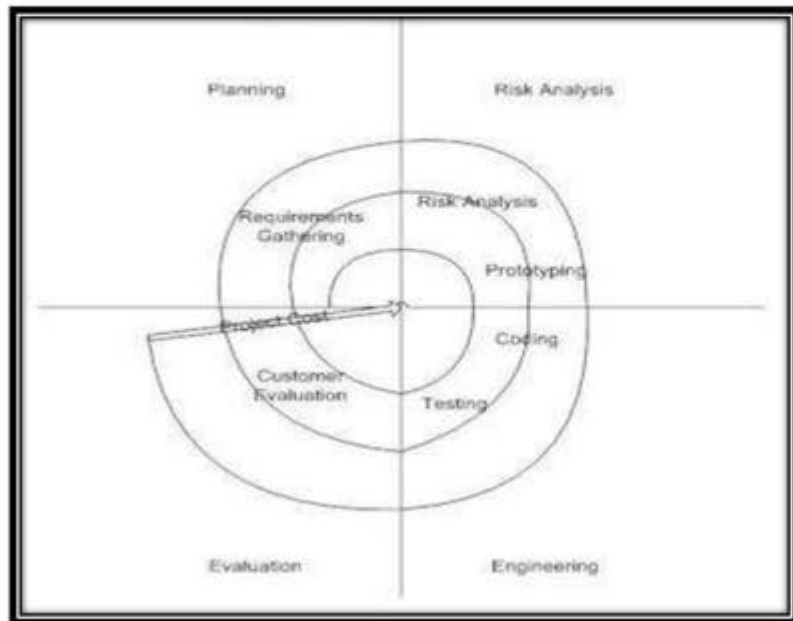 Planning
Risk Analysis
Requirements
Gathering
Risk Analysis
Prototyping
Project Cost
Coding
Customer
Evaluation
Testing
Evaluation
Engineering